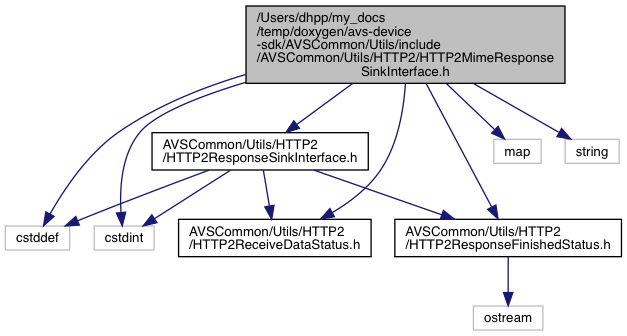 /Users/dhpp/my_docs
/temp/doxygen/avs-device
-sdk/AVSCommon/Utils/include
/AVSCommon/Utils/HTTP2/HTTP2MimeResponse
SinkInterface.h
AVSCommon/Utils/HTTP2
/HTTP2ResponseSinkInterface.h
map
string
cstddef
cstdint
AVSCommon/Utils/HTTP2
/HTTP2ReceiveDataStatus.h
AVSCommon/Utils/HTTP2
/HTTP2ResponseFinishedStatus.h
ostream